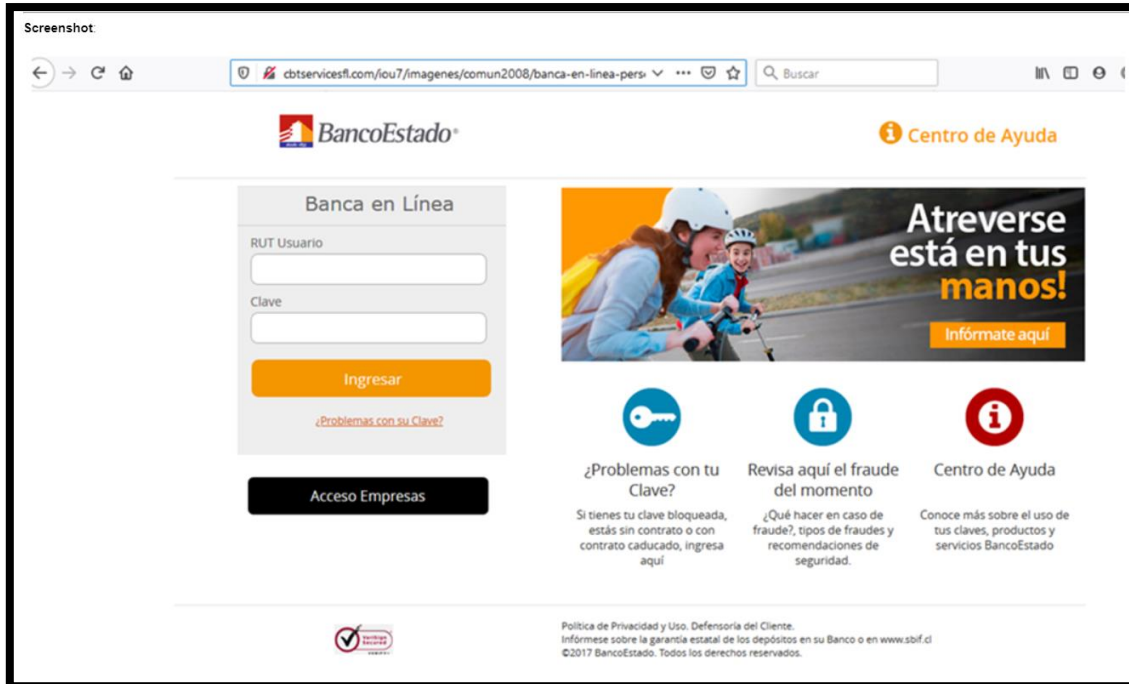 Screenshot:
cbtservicesfl.com/iou7/imagenes/comun2008/banca-en-linea-pers
Buscar
BancoEstado®
Centro de Ayuda
Banca en Línea
RUT Usuario
Clave
Ingresar
¿Problemas con su Clave?
Acceso Empresas
Atreverse
está en tus
manos!
Infórmate aquí
¿Problemas con tu
Clave?
Si tienes tu clave bloqueada,
estás sin contrato o con
contrato caducado, ingresa
aquí
Revisa aquí el fraude
del momento
¿Qué hacer en caso de
fraude?, tipos de fraudes y
recomendaciones de
seguridad.
Centro de Ayuda
Conoce más sobre el uso de
tus claves, productos y
servicios BancoEstado
VeriSign
Secured
Política de Privacidad y Uso. Defensoría del Cliente.
Infórmese sobre la garantía estatal de los depósitos en su Banco o en www.sbif.cl
©2017 BancoEstado. Todos los derechos reservados.